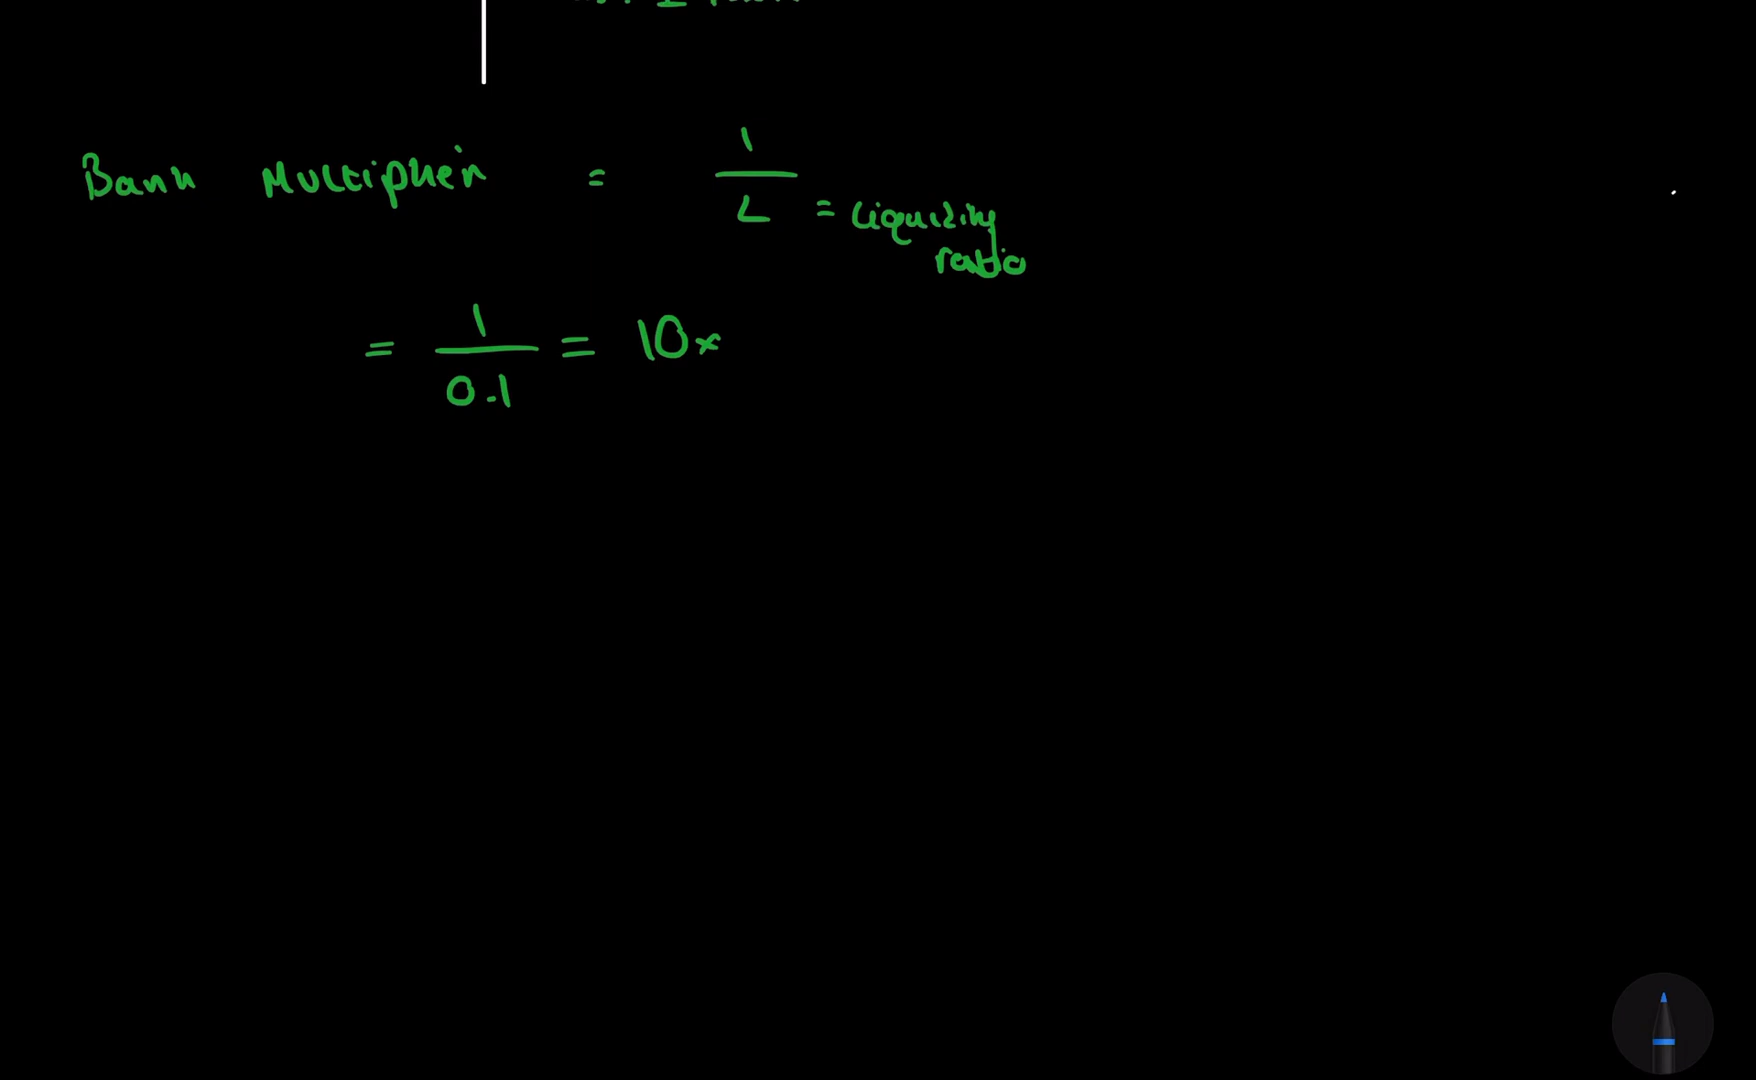 Bank Multiplier = 1/L = Liquidity ratio
= 1/0.1 = 10x